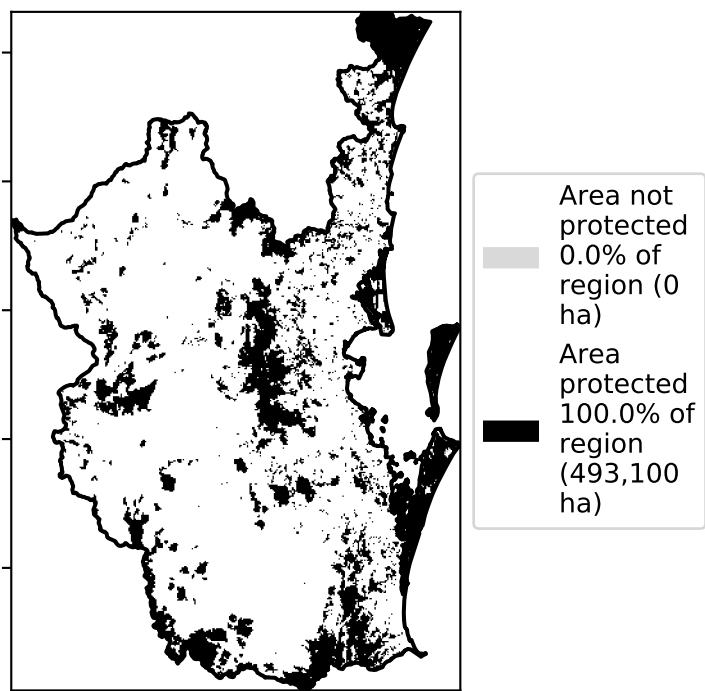 Area not
protected
0.0% of
region (0
ha)
Area
protected
100.0% of
region
(493,100
ha)